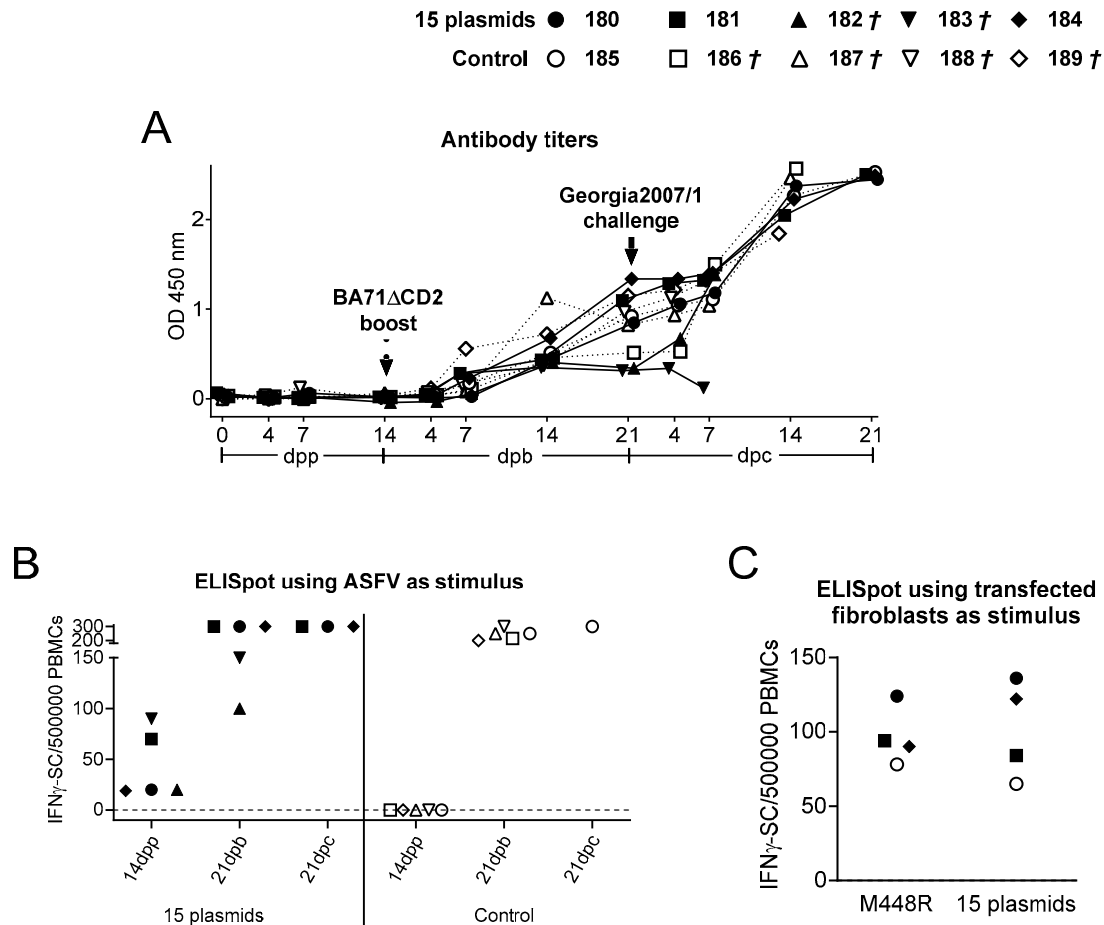 15 plasmids 180 181 182 † 183 † 184
Control 185 186 † 187 † 188 † 189 †
A
Antibody titers
OD 450 nm
2
1
0
BA71ΔCD2
boost
Georgia2007/1
challenge
0 4 7 14 4 7 14 21 4 7 14 21
dpp dpb dpc
B
ELISpot using ASFV as stimulus
IFNγ-SC/500000 PBMCs
300
200
150
100
50
0
14dpp 21dpb 21dpc 14dpp 21dpb 21dpc
15 plasmids Control
C
ELISpot using transfected
fibroblasts as stimulus
IFNγ-SC/500000 PBMCs
150
100
50
0
M448R 15 plasmids